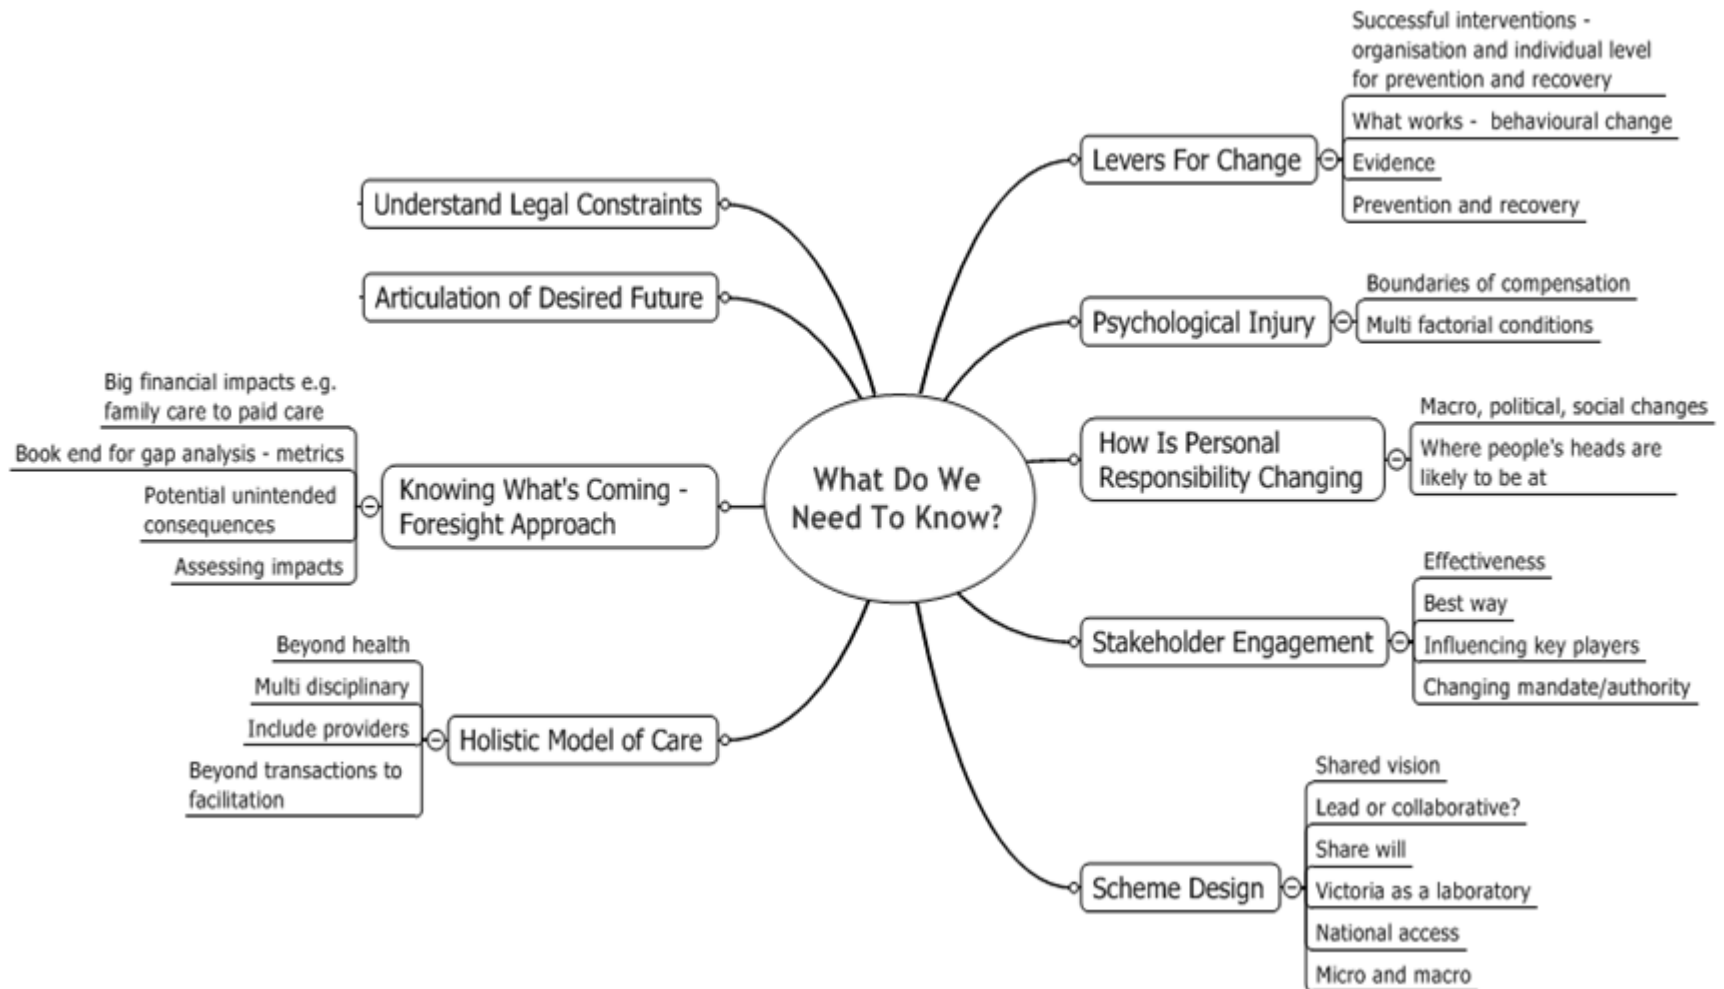 What Do We
Need To Know?
Levers For Change
Successful interventions -
organisation and individual level
for prevention and recovery
What works -  behavioural change
Evidence
Prevention and recovery
Psychological Injury
Boundaries of compensation
Multi factorial conditions
How Is Personal
Responsibility Changing
Macro, political, social changes
Where people's heads are
likely to be at
Stakeholder Engagement
Effectiveness
Best way
Influencing key players
Changing mandate/authority
Scheme Design
Shared vision
Lead or collaborative?
Share will
Victoria as a laboratory
National access
Micro and macro
Understand Legal Constraints
Articulation of Desired Future
Knowing What's Coming -
Foresight Approach
Big financial impacts e.g.
family care to paid care
Book end for gap analysis - metrics
Potential unintended
consequences
Assessing impacts
Holistic Model of Care
Beyond health
Multi disciplinary
Include providers
Beyond transactions to
facilitation